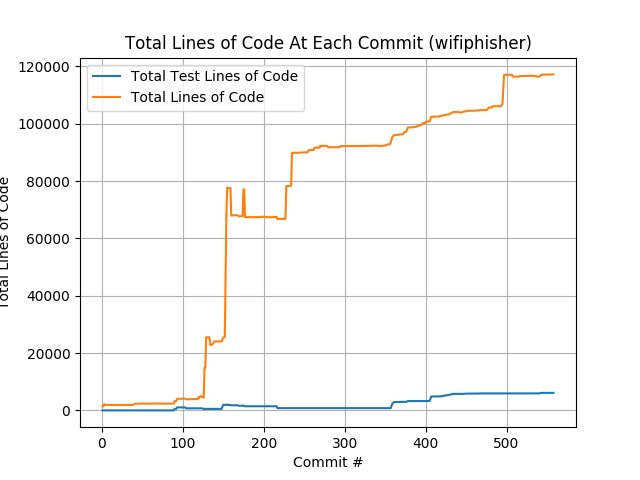 Total Lines of Code At Each Commit (wifiphisher)
Total Test Lines of Code
Total Lines of Code
120000
100000
80000
60000
40000
20000
0
Total Lines of Code
0
100
200
300
400
500
Commit #